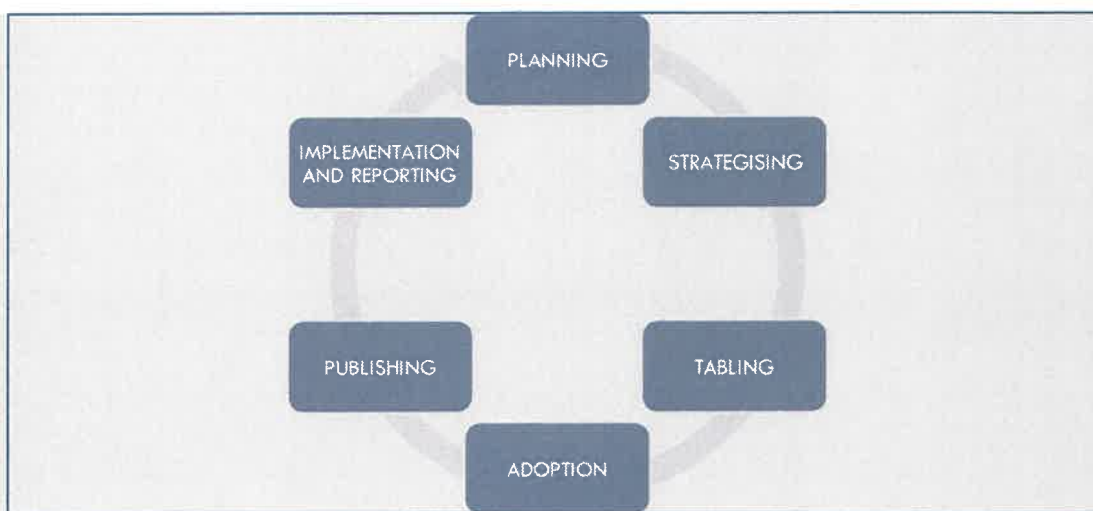 PLANNING
STRATEGISING
TABLING
ADOPTION
PUBLISHING
IMPLEMENTATION
AND REPORTING